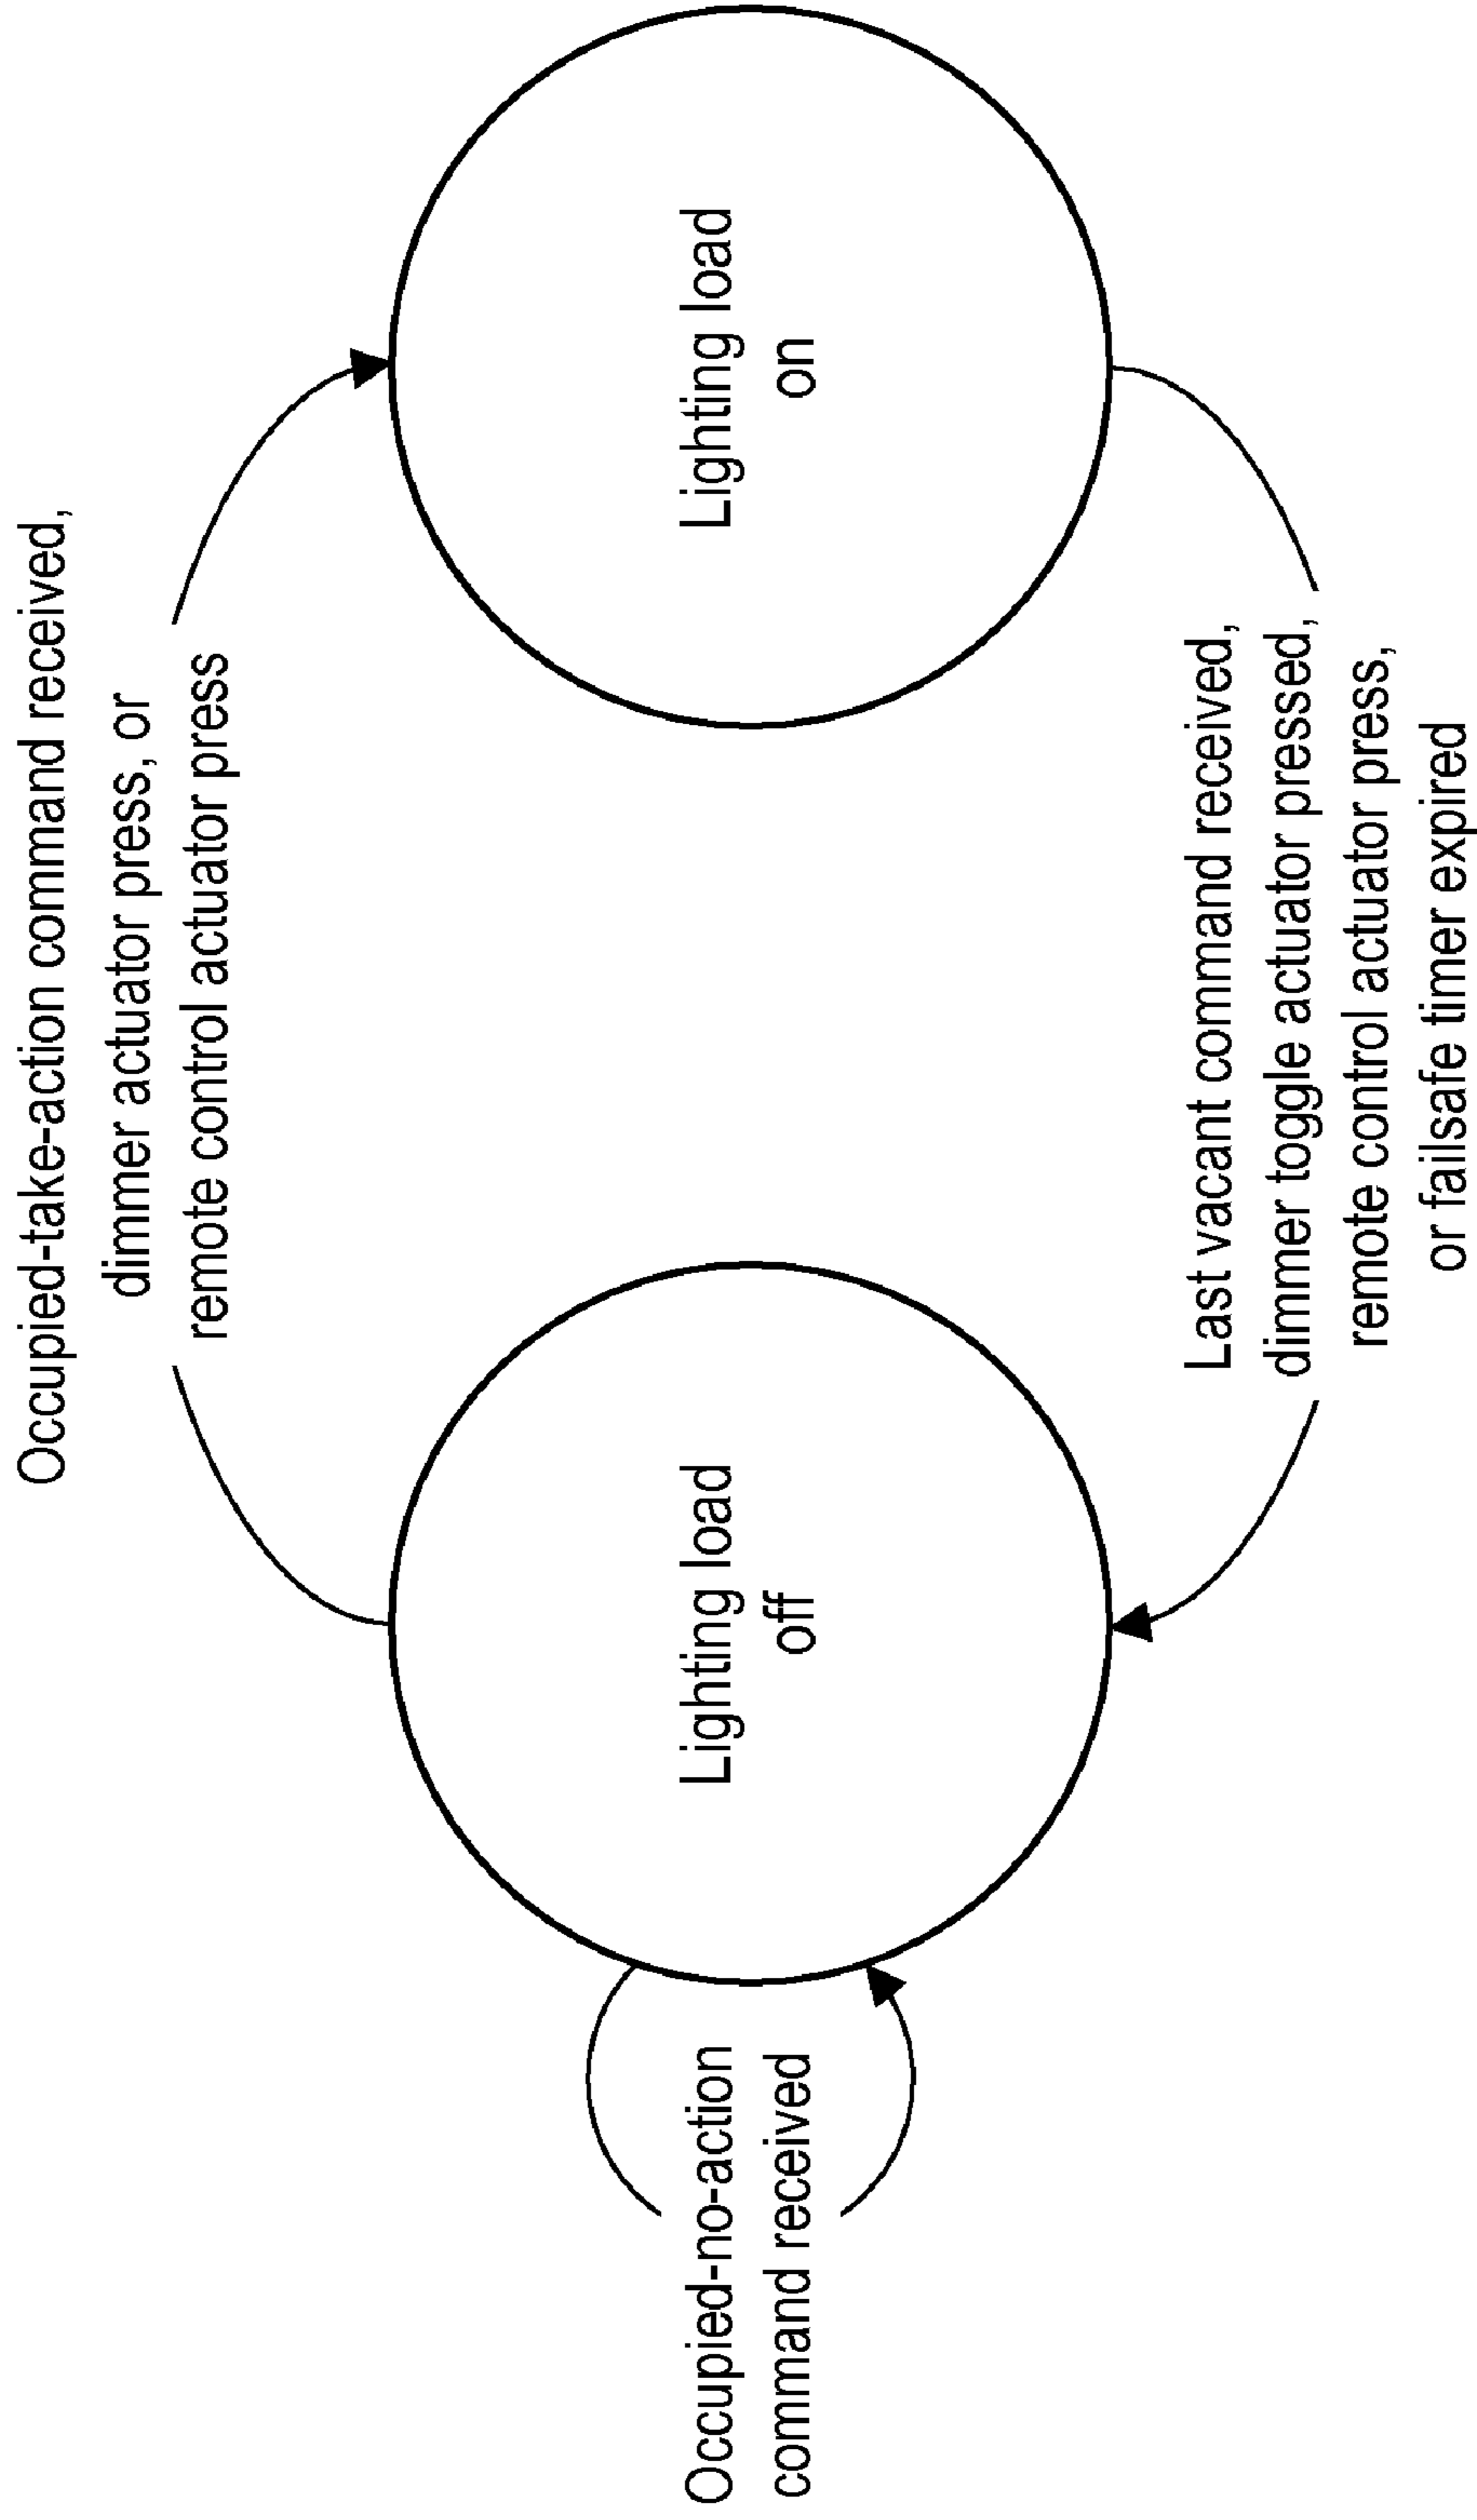 Occupied-take-action command received,
dimmer actuator press, or
remote control actuator press
Occupied-no-action
command received
Lighting load
off
Lighting load
on
Last vacant command received,
dimmer toggle actuator pressed,
remote control actuator press,
or failsafe timer expired